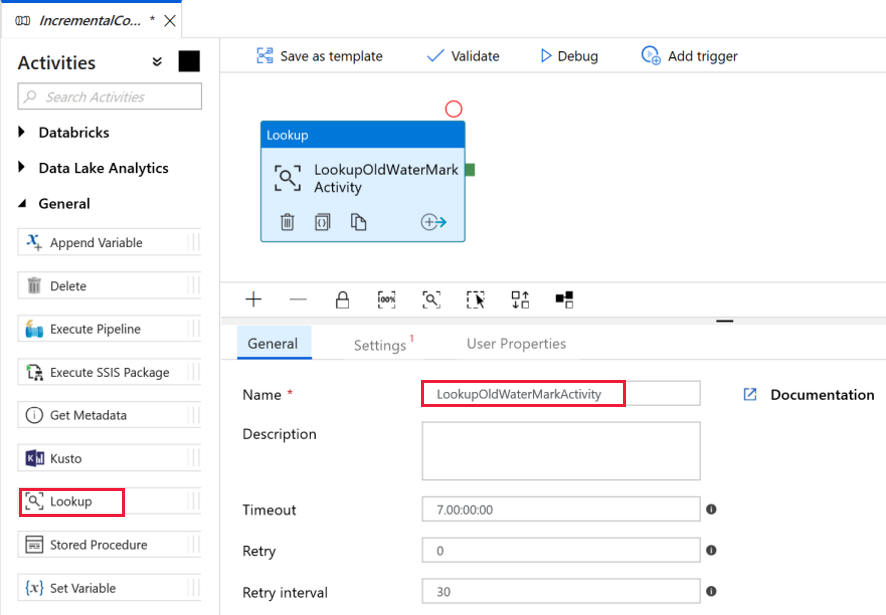 IncrementalCo... *
Activities
Search Activities
Databricks
Data Lake Analytics
General
Append Variable
Delete
Execute Pipeline
Execute SSIS Package
Get Metadata
Kusto
Lookup
Stored Procedure
{x} Set Variable
Save as template
Validate
Debug
Add trigger
Lookup
LookupOldWaterMark
Activity
100%
General
Settings 1
User Properties
Name *
LookupOldWaterMarkActivity
Documentation
Description
Timeout
7.00:00:00
Retry
0
Retry interval
30